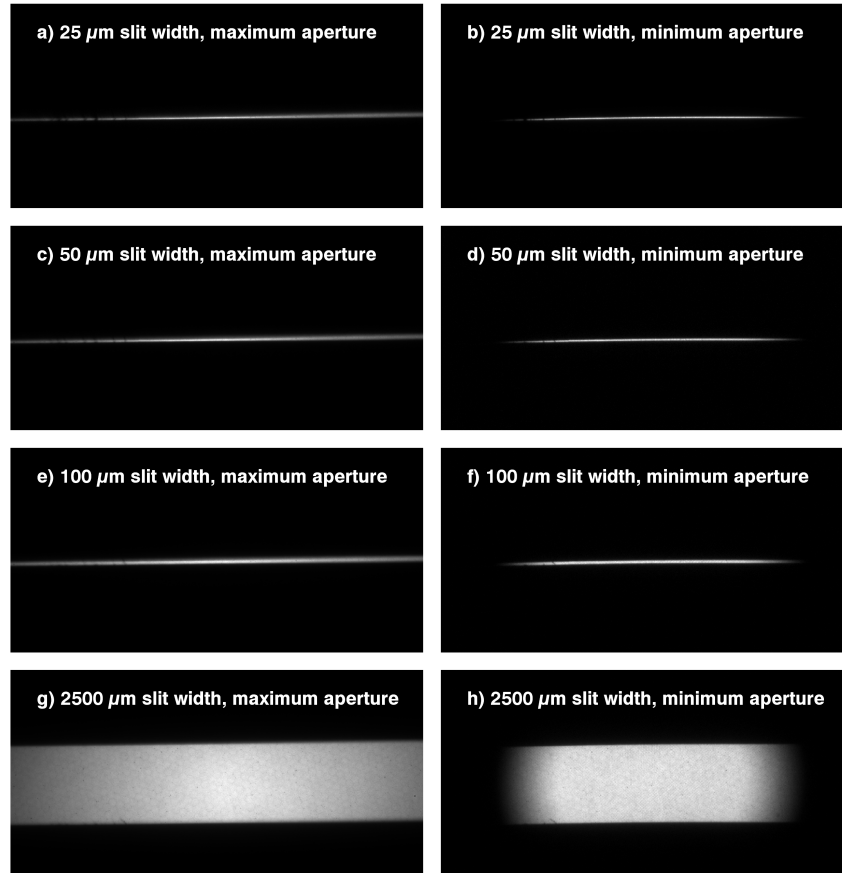 a) 25 µm slit width, maximum aperture
b) 25 µm slit width, minimum aperture
c) 50 µm slit width, maximum aperture
d) 50 µm slit width, minimum aperture
e) 100 µm slit width, maximum aperture
f) 100 µm slit width, minimum aperture
g) 2500 µm slit width, maximum aperture
h) 2500 µm slit width, minimum aperture